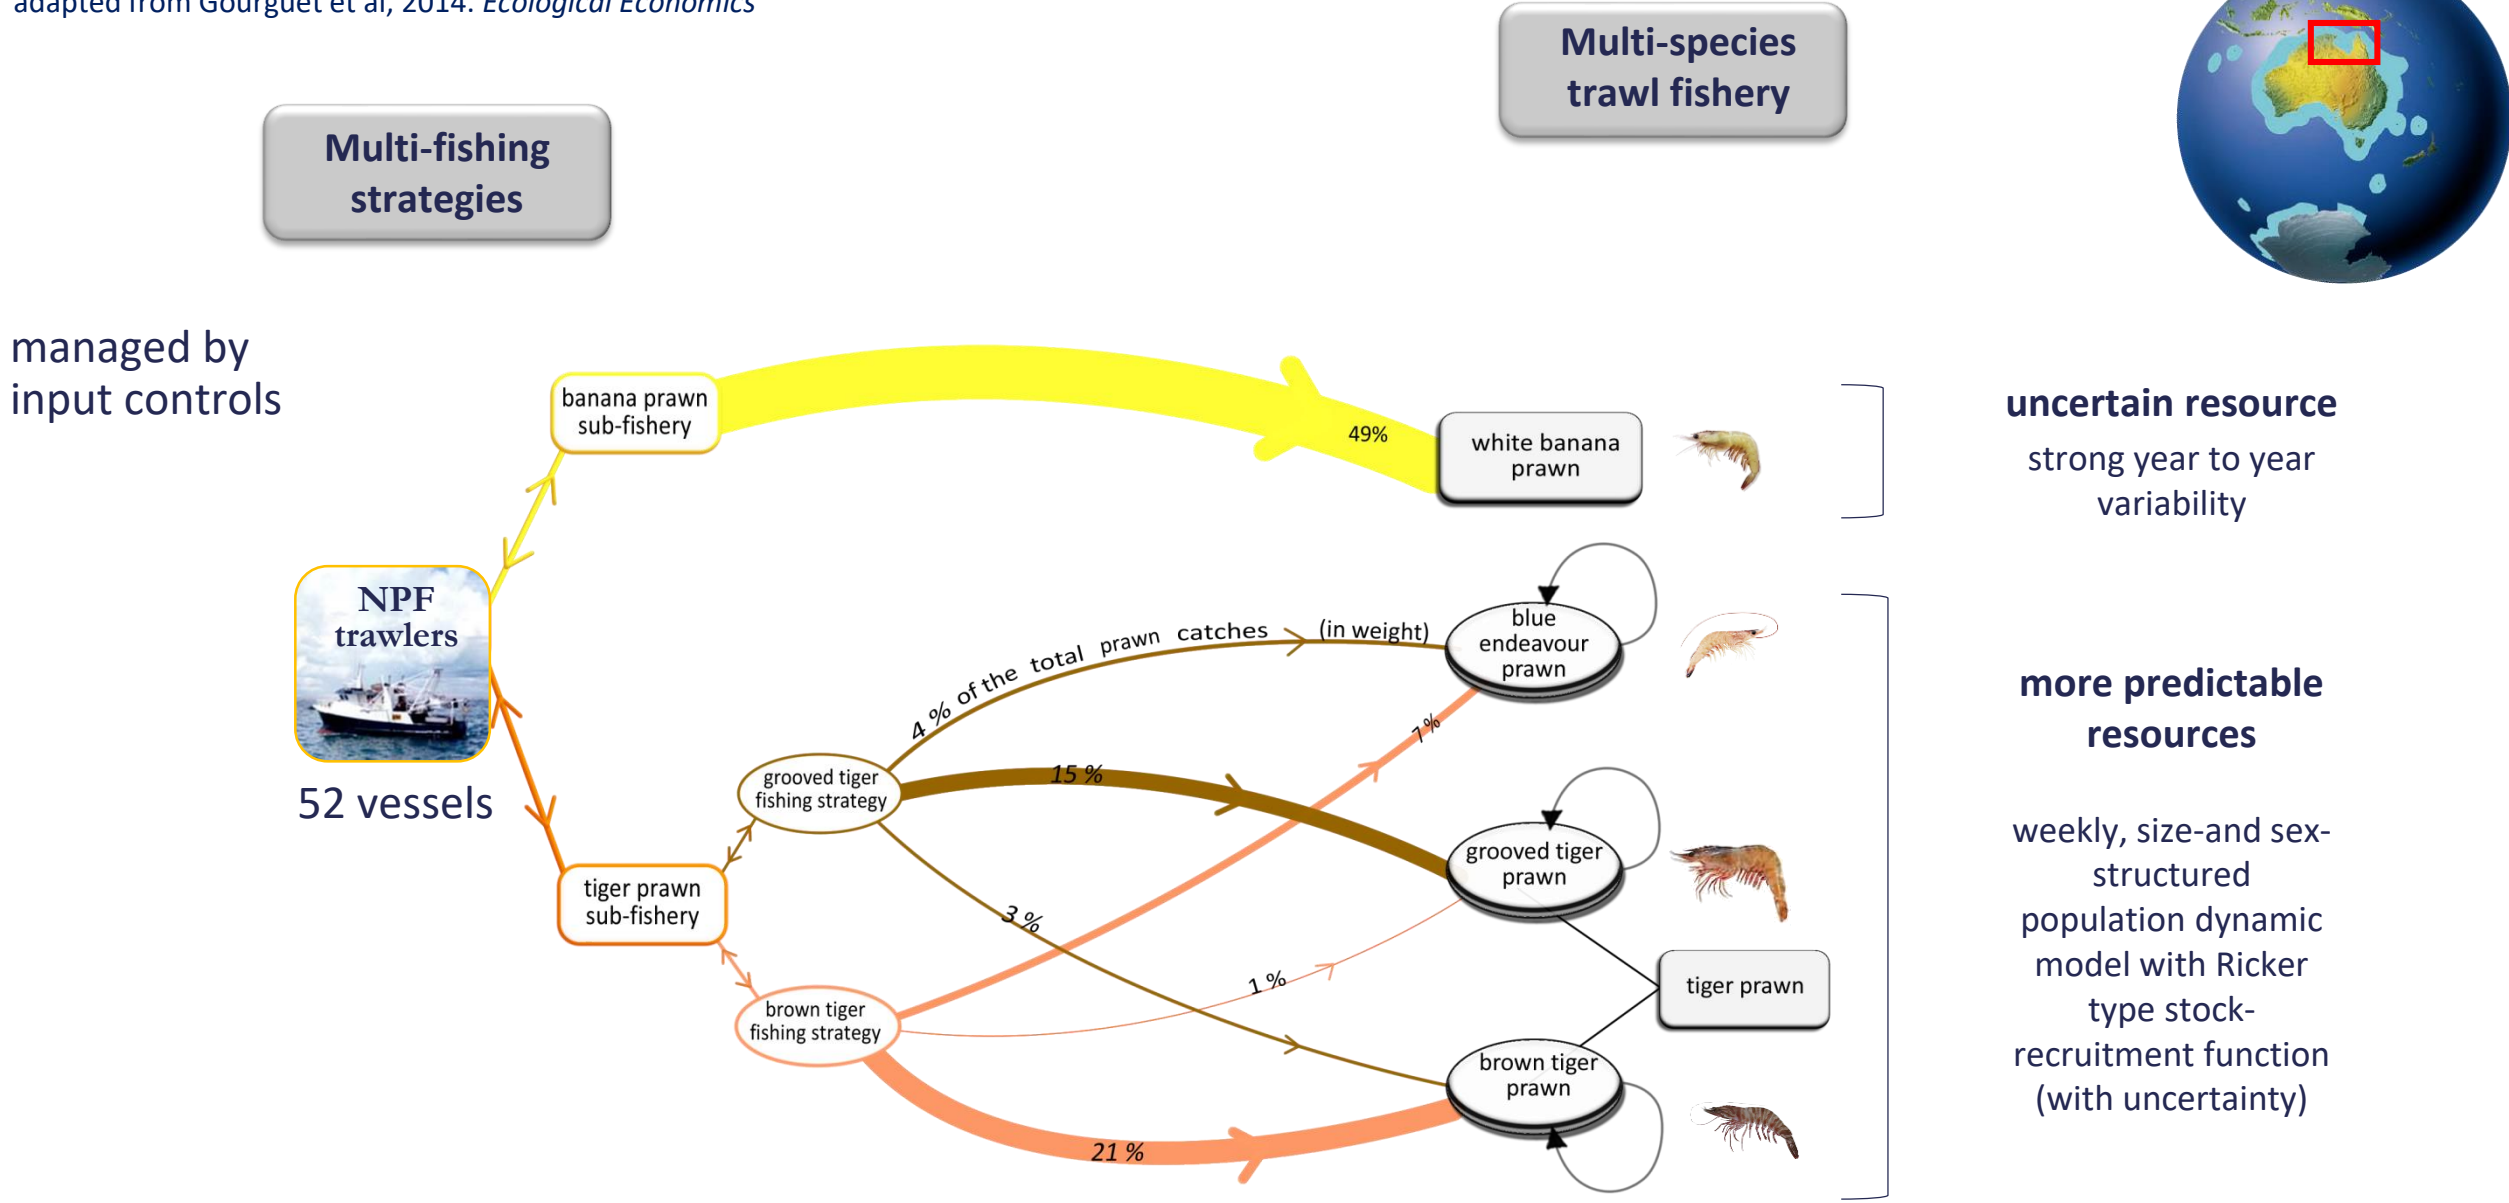 adapted from Gourguet et al, 2014. Ecological Economics
Multi-species
trawl fishery
Multi-fishing
strategies
managed by
input controls
banana prawn
sub-fishery
49%
white banana
prawn
uncertain resource
strong year to year
variability
NPF
trawlers
52 vessels
4 % of the total prawn catches (in weight)
blue
endeavour
prawn
7 %
more predictable
resources
grooved tiger
fishing strategy
15 %
grooved tiger
prawn
weekly, size-and sex-
structured
population dynamic
model with Ricker
type stock-
recruitment function
(with uncertainty)
tiger prawn
sub-fishery
3 %
1 %
tiger prawn
brown tiger
fishing strategy
brown tiger
prawn
21 %